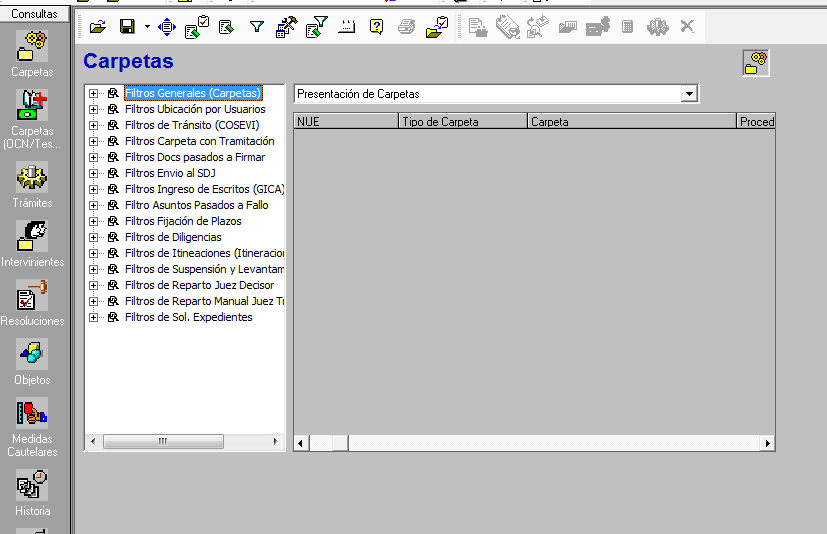 Consultas
Carpetas
Carpetas
(OCN/Tes...
Trámites
Intervinientes
Resoluciones
Objetos
Medidas
Cautelares
Historia
Carpetas
Filtros Generales (Carpetas)
Filtros Ubicación por Usuarios
Filtros de Tránsito (COSEVI)
Filtros Carpeta con Tramitación
Filtros Docs pasados a Firmar
Filtros Envio al SDJ
Filtros Ingreso de Escritos (GICA)
Filtro Asuntos Pasados a Fallo
Filtros Fijación de Plazos
Filtros de Diligencias
Filtros de Itineaciones (Itineracion
Filtros de Suspensión y Levantam
Filtros de Reparto Juez Decisor
Filtros de Reparto Manual Juez Tr
Filtros de Sol. Expedientes
Presentación de Carpetas
NUE Tipo de Carpeta Carpeta Proced